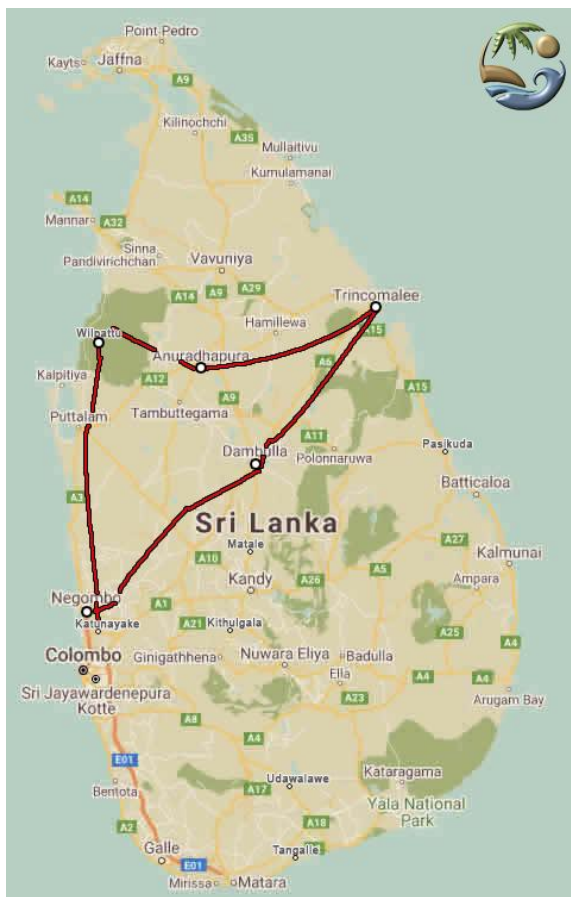 Point Pedro
Kayts
Jaffna
A9
Kilinochchi
A35
Mullaitivu
Kumulamanai
A14
Mannar
A32
Sinna
Pandivirichchan
Vavuniya
A14
A9
A29
Trincomalee
Hamillewa
A15
Wilpattu
Anuradhapura
A6
Kalpitiya
A12
A9
A15
Tambuttegama
Puttalam
A11
Pasikuda
Dambulla
Polonnaruwa
Batticaloa
A3
Sri Lanka
Matale
A27
A10
Kalmunai
Kandy
A26
A5
Ampara
Negombo
A1
Katunayake
A21
Kithulgala
A25
A4
Colombo
Ginigathhena
Nuwara Eliya
Badulla
Ella
A4
A4
Sri Jayawardenepura
Kotte
A23
Arugam Bay
A8
A4
E01
Udawalawe
Kataragama
Bentota
A17
Yala National
Park
A2
A18
Galle
Tangalle
E01
Mirissa
Matara